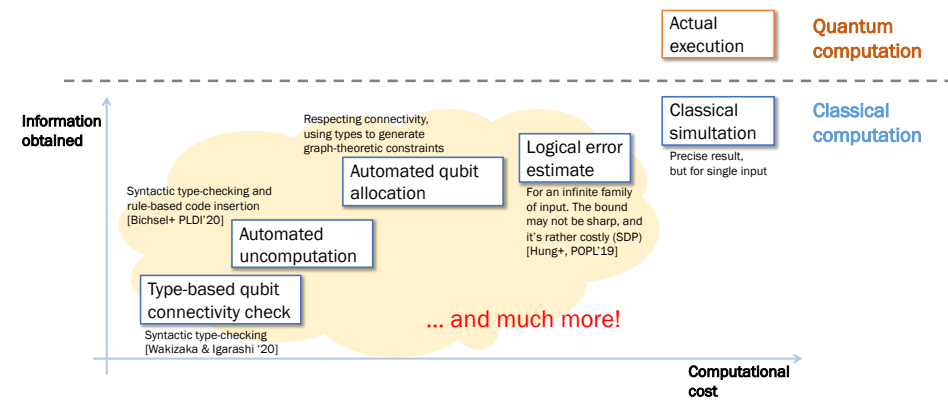 Actual
execution
Quantum
computation
Information
obtained
Classical
simultation
Classical
computation
Precise result,
but for single input
Respecting connectivity,
using types to generate
graph-theoretic constraints
Automated qubit
allocation
Logical error
estimate
For an infinite family
of input. The bound
may not be sharp, and
it's rather costly (SDP)
[Hung+, POPL'19]
Syntactic type-checking and
rule-based code insertion
[Bichsel+ PLDI'20]
Automated
uncomputation
Type-based qubit
connectivity check
Syntactic type-checking
[Wakizaka & Igarashi '20]
... and much more!
Computational
cost